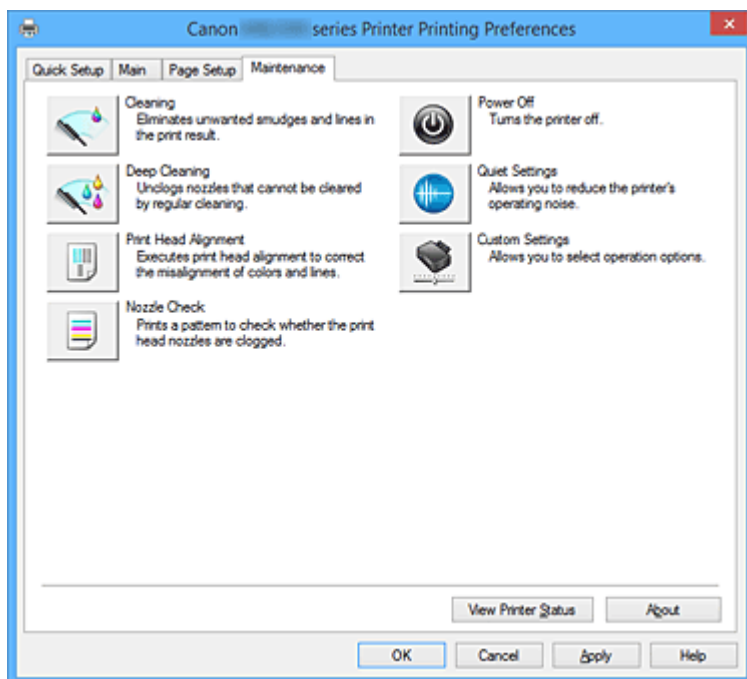 Canon series Printer Printing Preferences
Quick Setup Main Page Setup Maintenance
Cleaning
Eliminates unwanted smudges and lines in
the print result.
Deep Cleaning
Unclogs nozzles that cannot be cleared
by regular cleaning.
Print Head Alignment
Executes print head alignment to correct
the misalignment of colors and lines.
Nozzle Check
Prints a pattern to check whether the print
head nozzles are clogged.
Power Off
Turns the printer off.
Quiet Settings
Allows you to reduce the printer's
operating noise.
Custom Settings
Allows you to select operation options.
View Printer Status About
OK Cancel Apply Help